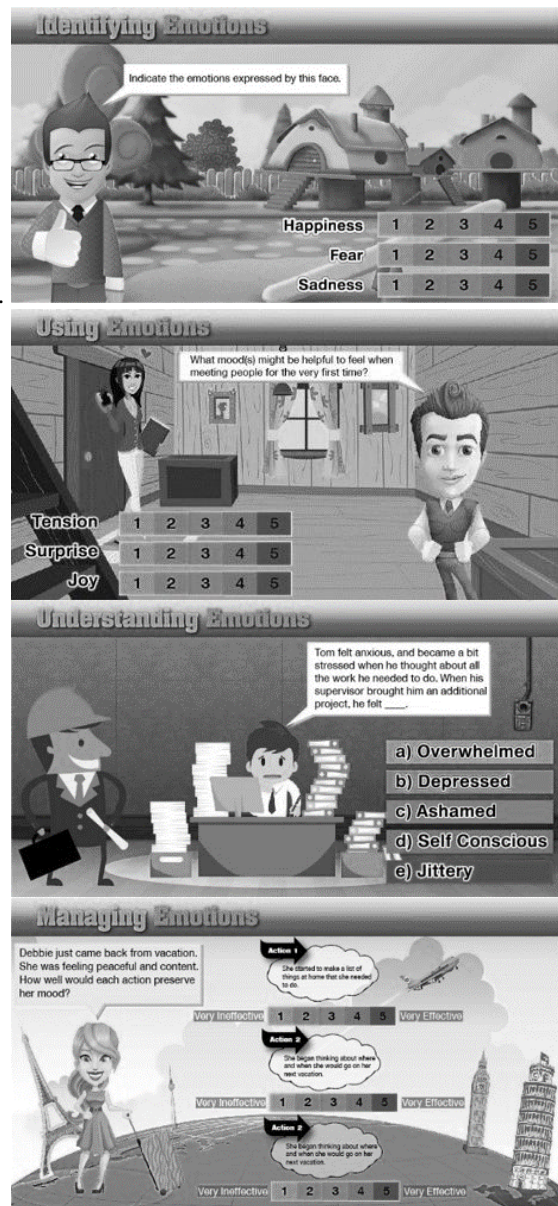 Identifying Emotions
Indicate the emotions expressed by this face.
Happiness 1 2 3 4 5
Fear 1 2 3 4 5
Sadness 1 2 3 4 5
Using Emotions
What mood(s) might be helpful to feel when
meeting people for the very first time?
Tension 1 2 3 4 5
Surprise 1 2 3 4 5
Joy 1 2 3 4 5
Understanding Emotions
Tom felt anxious, and became a bit
stressed when he thought about all
the work he needed to do. When his
supervisor brought him an additional
project, he felt ____.
a) Overwhelmed
b) Depressed
c) Ashamed
d) Self Conscious
e) Jittery
Managing Emotions
Debbie just came back from vacation.
She was feeling peaceful and content.
How well would each action preserve
her mood?
Action 1
She started to make a list of
things at home that she needed
to do.
Very Ineffective 1 2 3 4 5 Very Effective
Action 2
She began thinking about where
and when she would go on her
next vacation.
Very Ineffective 1 2 3 4 5 Very Effective
Action 2
She began thinking about where
and when she would go on her
next vacation.
Very Ineffective 1 2 3 4 5 Very Effective